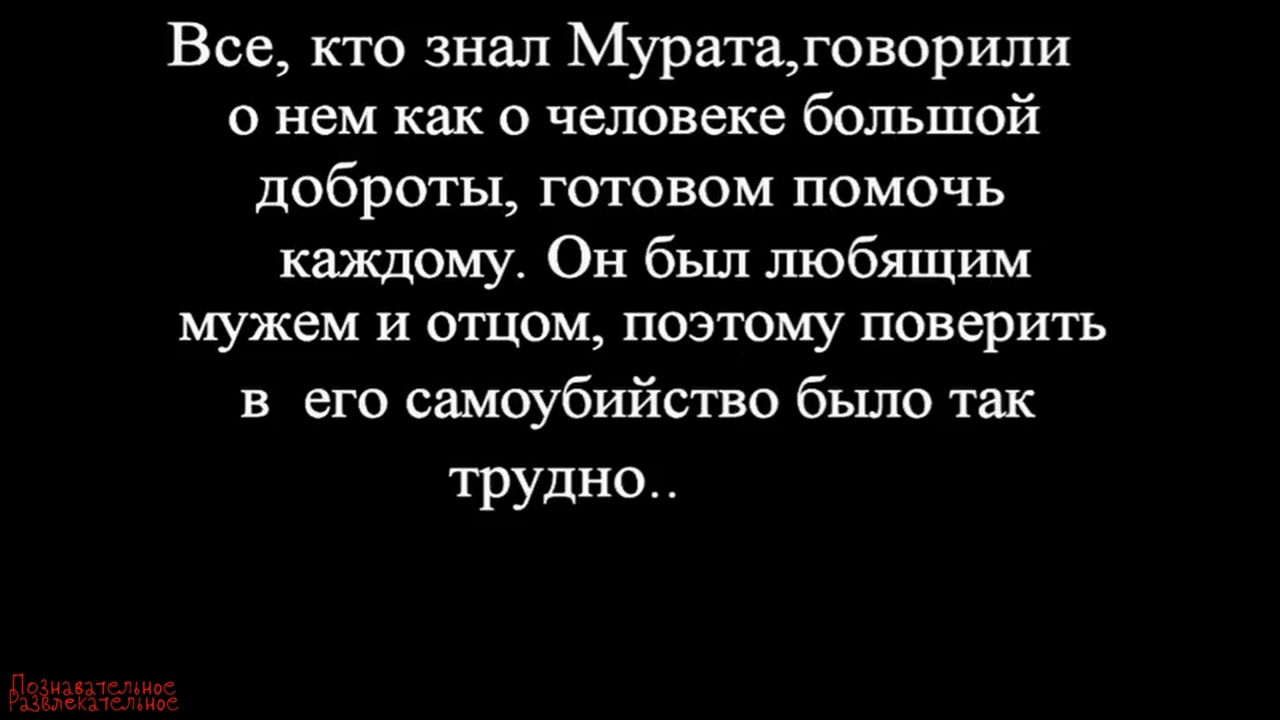 Все, кто знал Мурата,говорили
о нем как о человеке большой
доброты, готовом помочь
каждому. Он был любящим
мужем и отцом, поэтому поверить
в его самоубийство было так
трудно..
Познавательное
Развлекательное